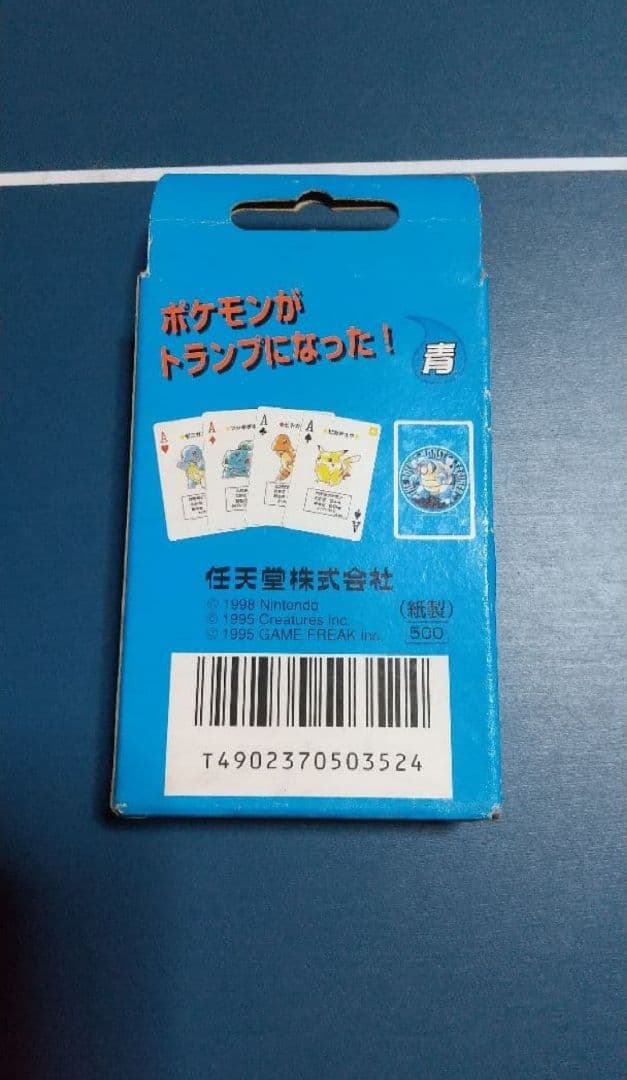 ポケモンが
トランプになった！
青
A
A
A
A
A
任天堂株式会社
© 1998 Nintendo
© 1995 Creatures inc.
© 1995 GAME FREAK inc.
（紙製）
500
T4902370503524